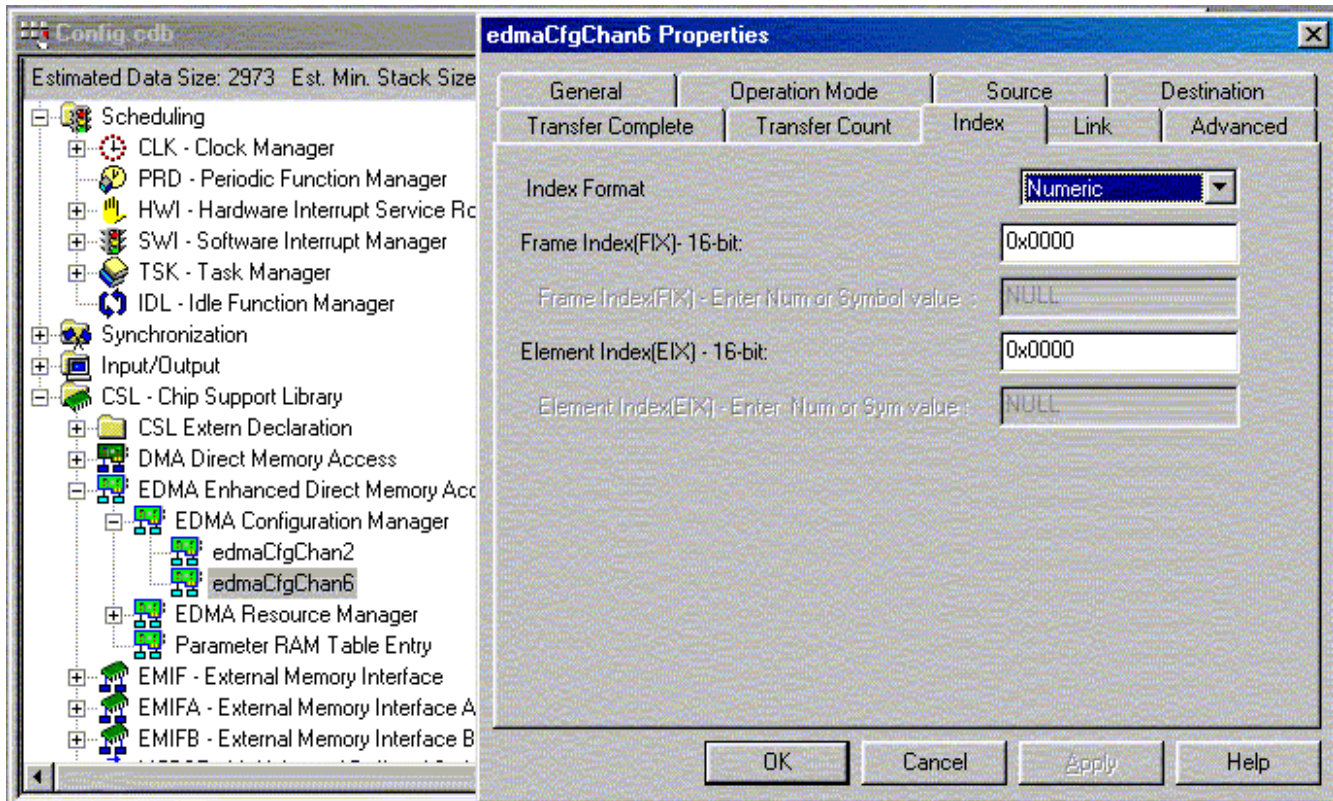 Config.cdb
Estimated Data Size: 2973 Est. Min. Stack Size
Scheduling
CLK - Clock Manager
PRD - Periodic Function Manager
HWI - Hardware Interrupt Service Ro
SWI - Software Interrupt Manager
TSK - Task Manager
IDL - Idle Function Manager
Synchronization
Input/Output
CSL - Chip Support Library
CSL Extern Declaration
DMA Direct Memory Access
EDMA Enhanced Direct Memory Acc
EDMA Configuration Manager
edmaCfgChan2
edmaCfgChan6
EDMA Resource Manager
Parameter RAM Table Entry
EMIF - External Memory Interface
EMIFA - External Memory Interface A
EMIFB - External Memory Interface B
edmaCfgChan6 Properties
General Operation Mode Source Destination
Transfer Complete Transfer Count Index Link Advanced
Index Format Numeric
Frame Index(FIX)- 16-bit: 0x0000
Frame Index(FIX) - Enter Num or Symbol value : NULL
Element Index(EIX) - 16-bit: 0x0000
Element Index(EIX) - Enter Num or Sym value : NULL
OK Cancel Apply Help